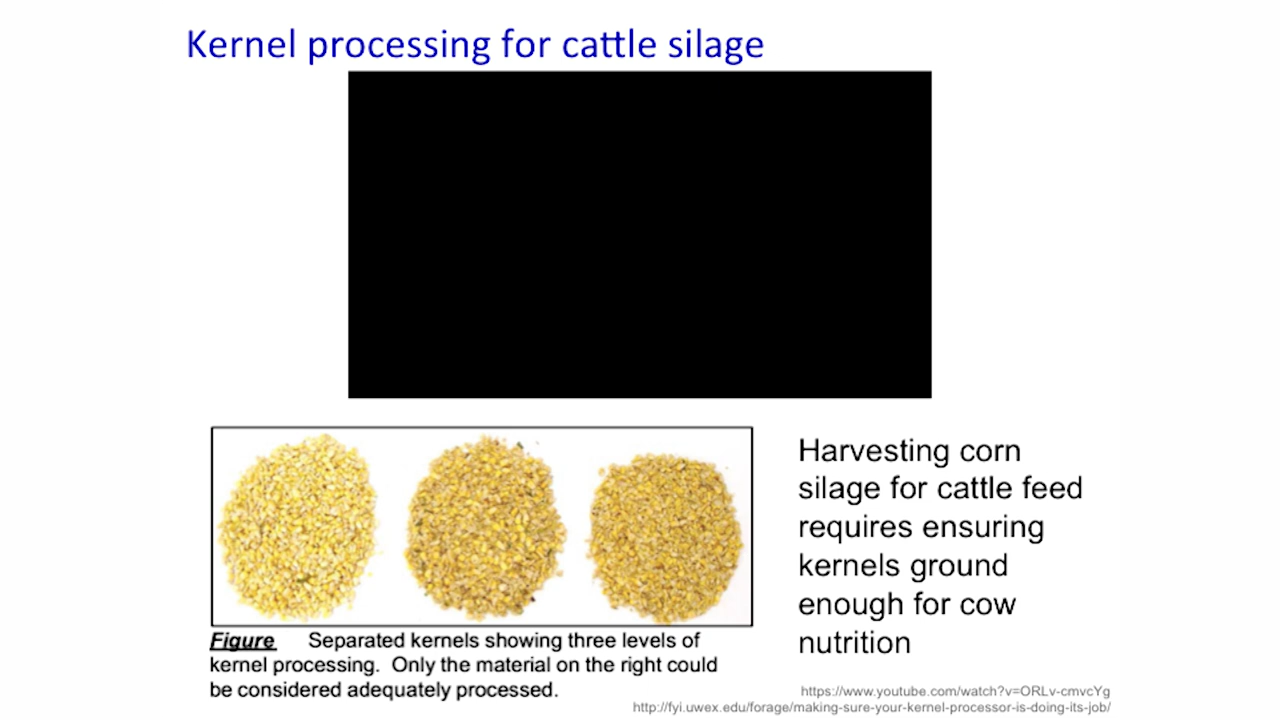 Kernel processing for cattle silage
Figure Separated kernels showing three levels of
kernel processing. Only the material on the right could
be considered adequately processed.
Harvesting corn
silage for cattle feed
requires ensuring
kernels ground
enough for cow
nutrition
https://www.youtube.com/watch?v=ORLv-cmvcYg
http://fyi.uwex.edu/forage/making-sure-your-kernel-processor-is-doing-its-job/